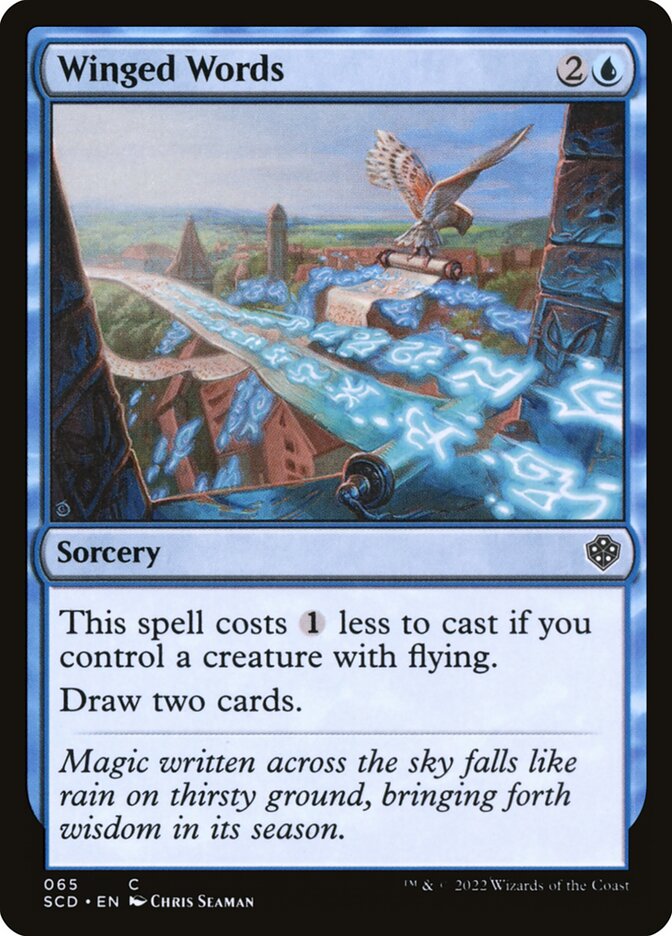 Winged Words 2
Sorcery
This spell costs 1 less to cast if you
control a creature with flying.
Draw two cards.
Magic written across the sky falls like
rain on thirsty ground, bringing forth
wisdom in its season.
065 C
SCD • EN Chris Seaman
™ & © 2022 Wizards of the Coast